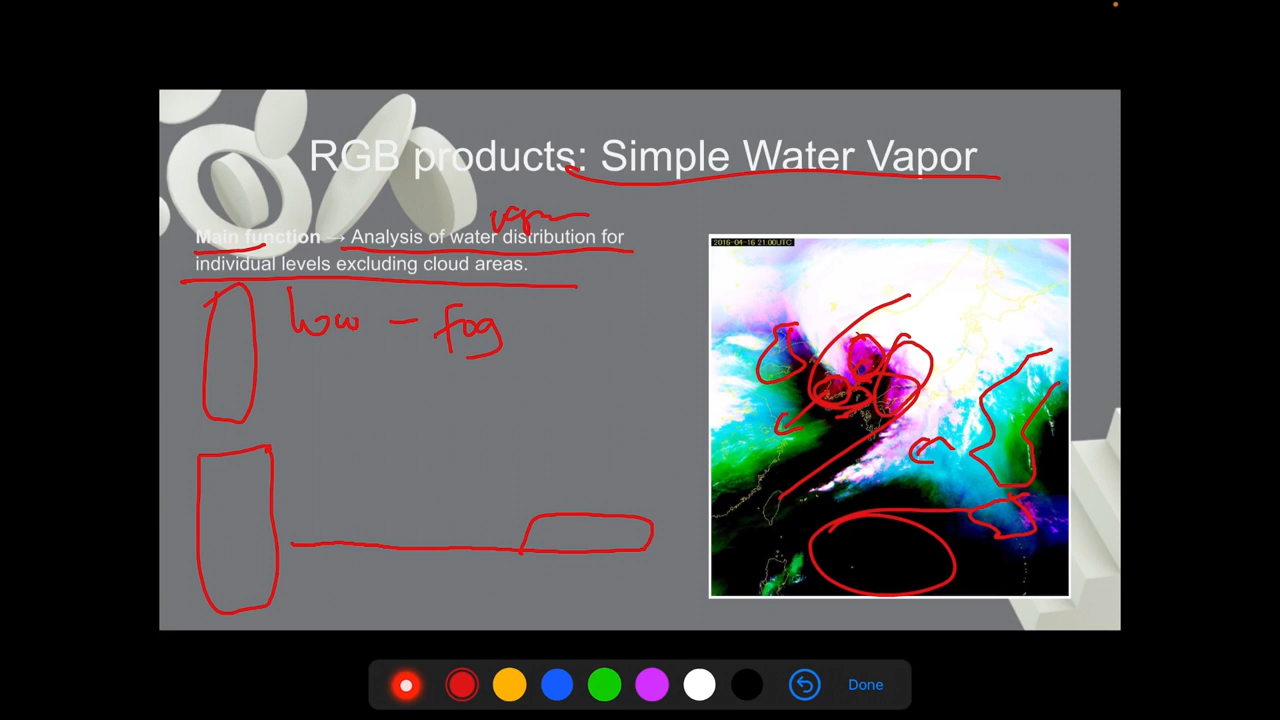 RGB products: Simple Water Vapor
vapor
Main function → Analysis of water distribution for
individual levels excluding cloud areas.
low - fog
2016-04-16 21:00UTC
Done